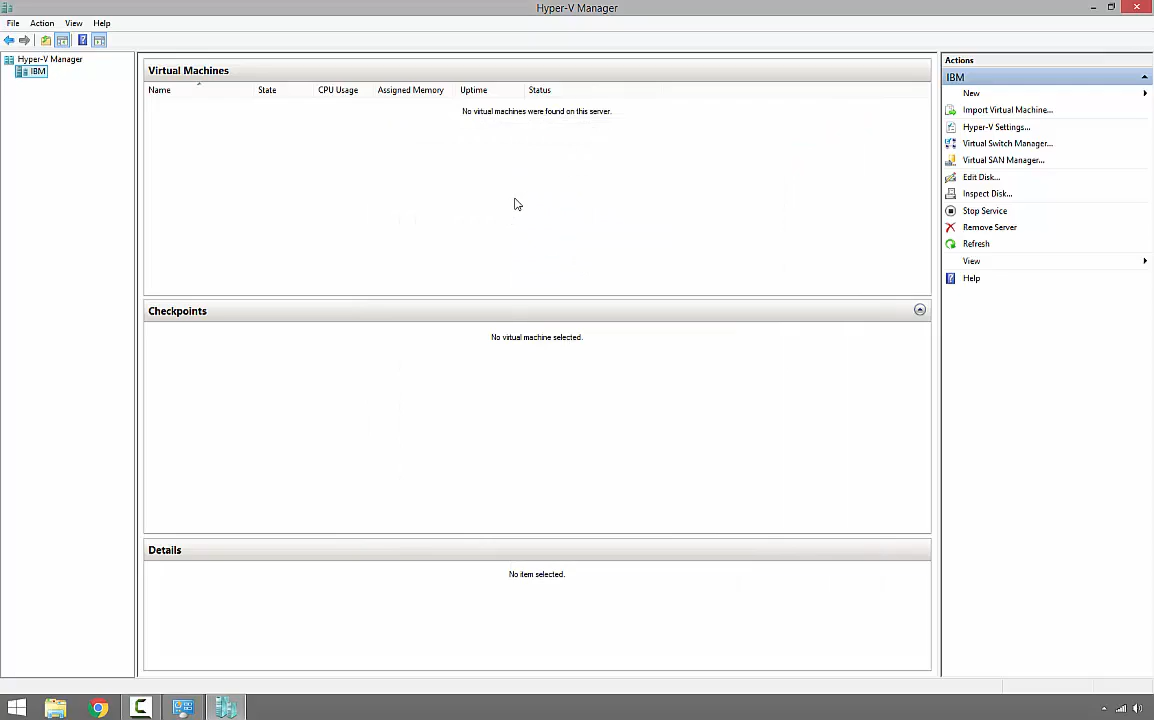 Hyper-V Manager
File Action View Help
Hyper-V Manager
IBM
Virtual Machines
Name State CPU Usage Assigned Memory Uptime Status
No virtual machines were found on this server.
Checkpoints
No virtual machine selected.
Details
No item selected.
Actions
IBM
New
Import Virtual Machine...
Hyper-V Settings...
Virtual Switch Manager...
Virtual SAN Manager...
Edit Disk...
Inspect Disk...
Stop Service
Remove Server
Refresh
View
Help